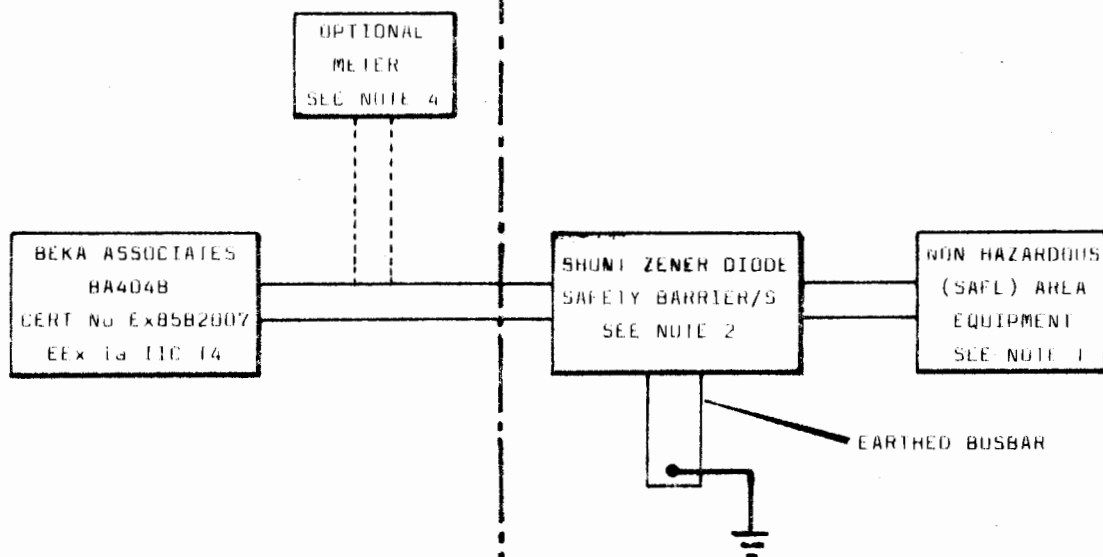 OPTIONAL
METER
SEE NOTE 4
BEKA ASSOCIATES
BA404B
CERT No Ex85B2007
EEx ia IIC T4
SHUNT ZENER DIODE
SAFETY BARRIER/S
SEE NOTE 2
NON HAZARDOUS
(SAFE) AREA
EQUIPMENT
SEE NOTE 1
EARTHED BUSBAR